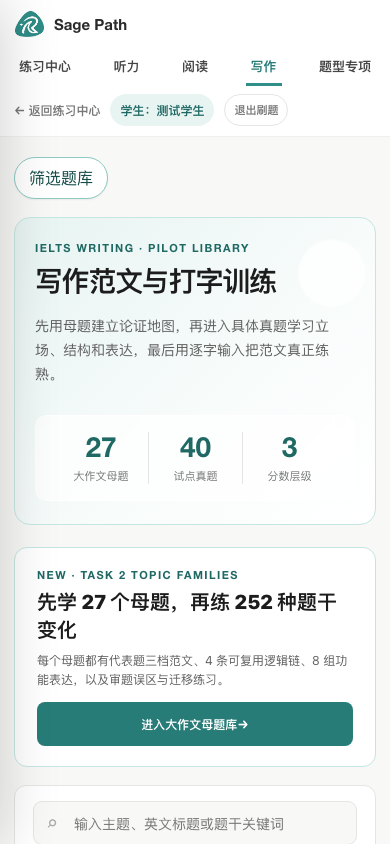 Sage Path
练习中心 听力 阅读 写作 题型专项
← 返回练习中心 学生：测试学生 退出刷题
筛选题库
IELTS WRITING · PILOT LIBRARY
写作范文与打字训练
先用母题建立论证地图，再进入具体真题学习立
场、结构和表达，最后用逐字输入把范文真正练
熟。
27 40 3
大作文母题 试点真题 分数层级
NEW · TASK 2 TOPIC FAMILIES
先学 27 个母题，再练 252 种题干
变化
每个母题都有代表题三档范文、4 条可复用逻辑链、8 组功
能表达，以及审题误区与迁移练习。
进入大作文母题库→
输入主题、英文标题或题干关键词